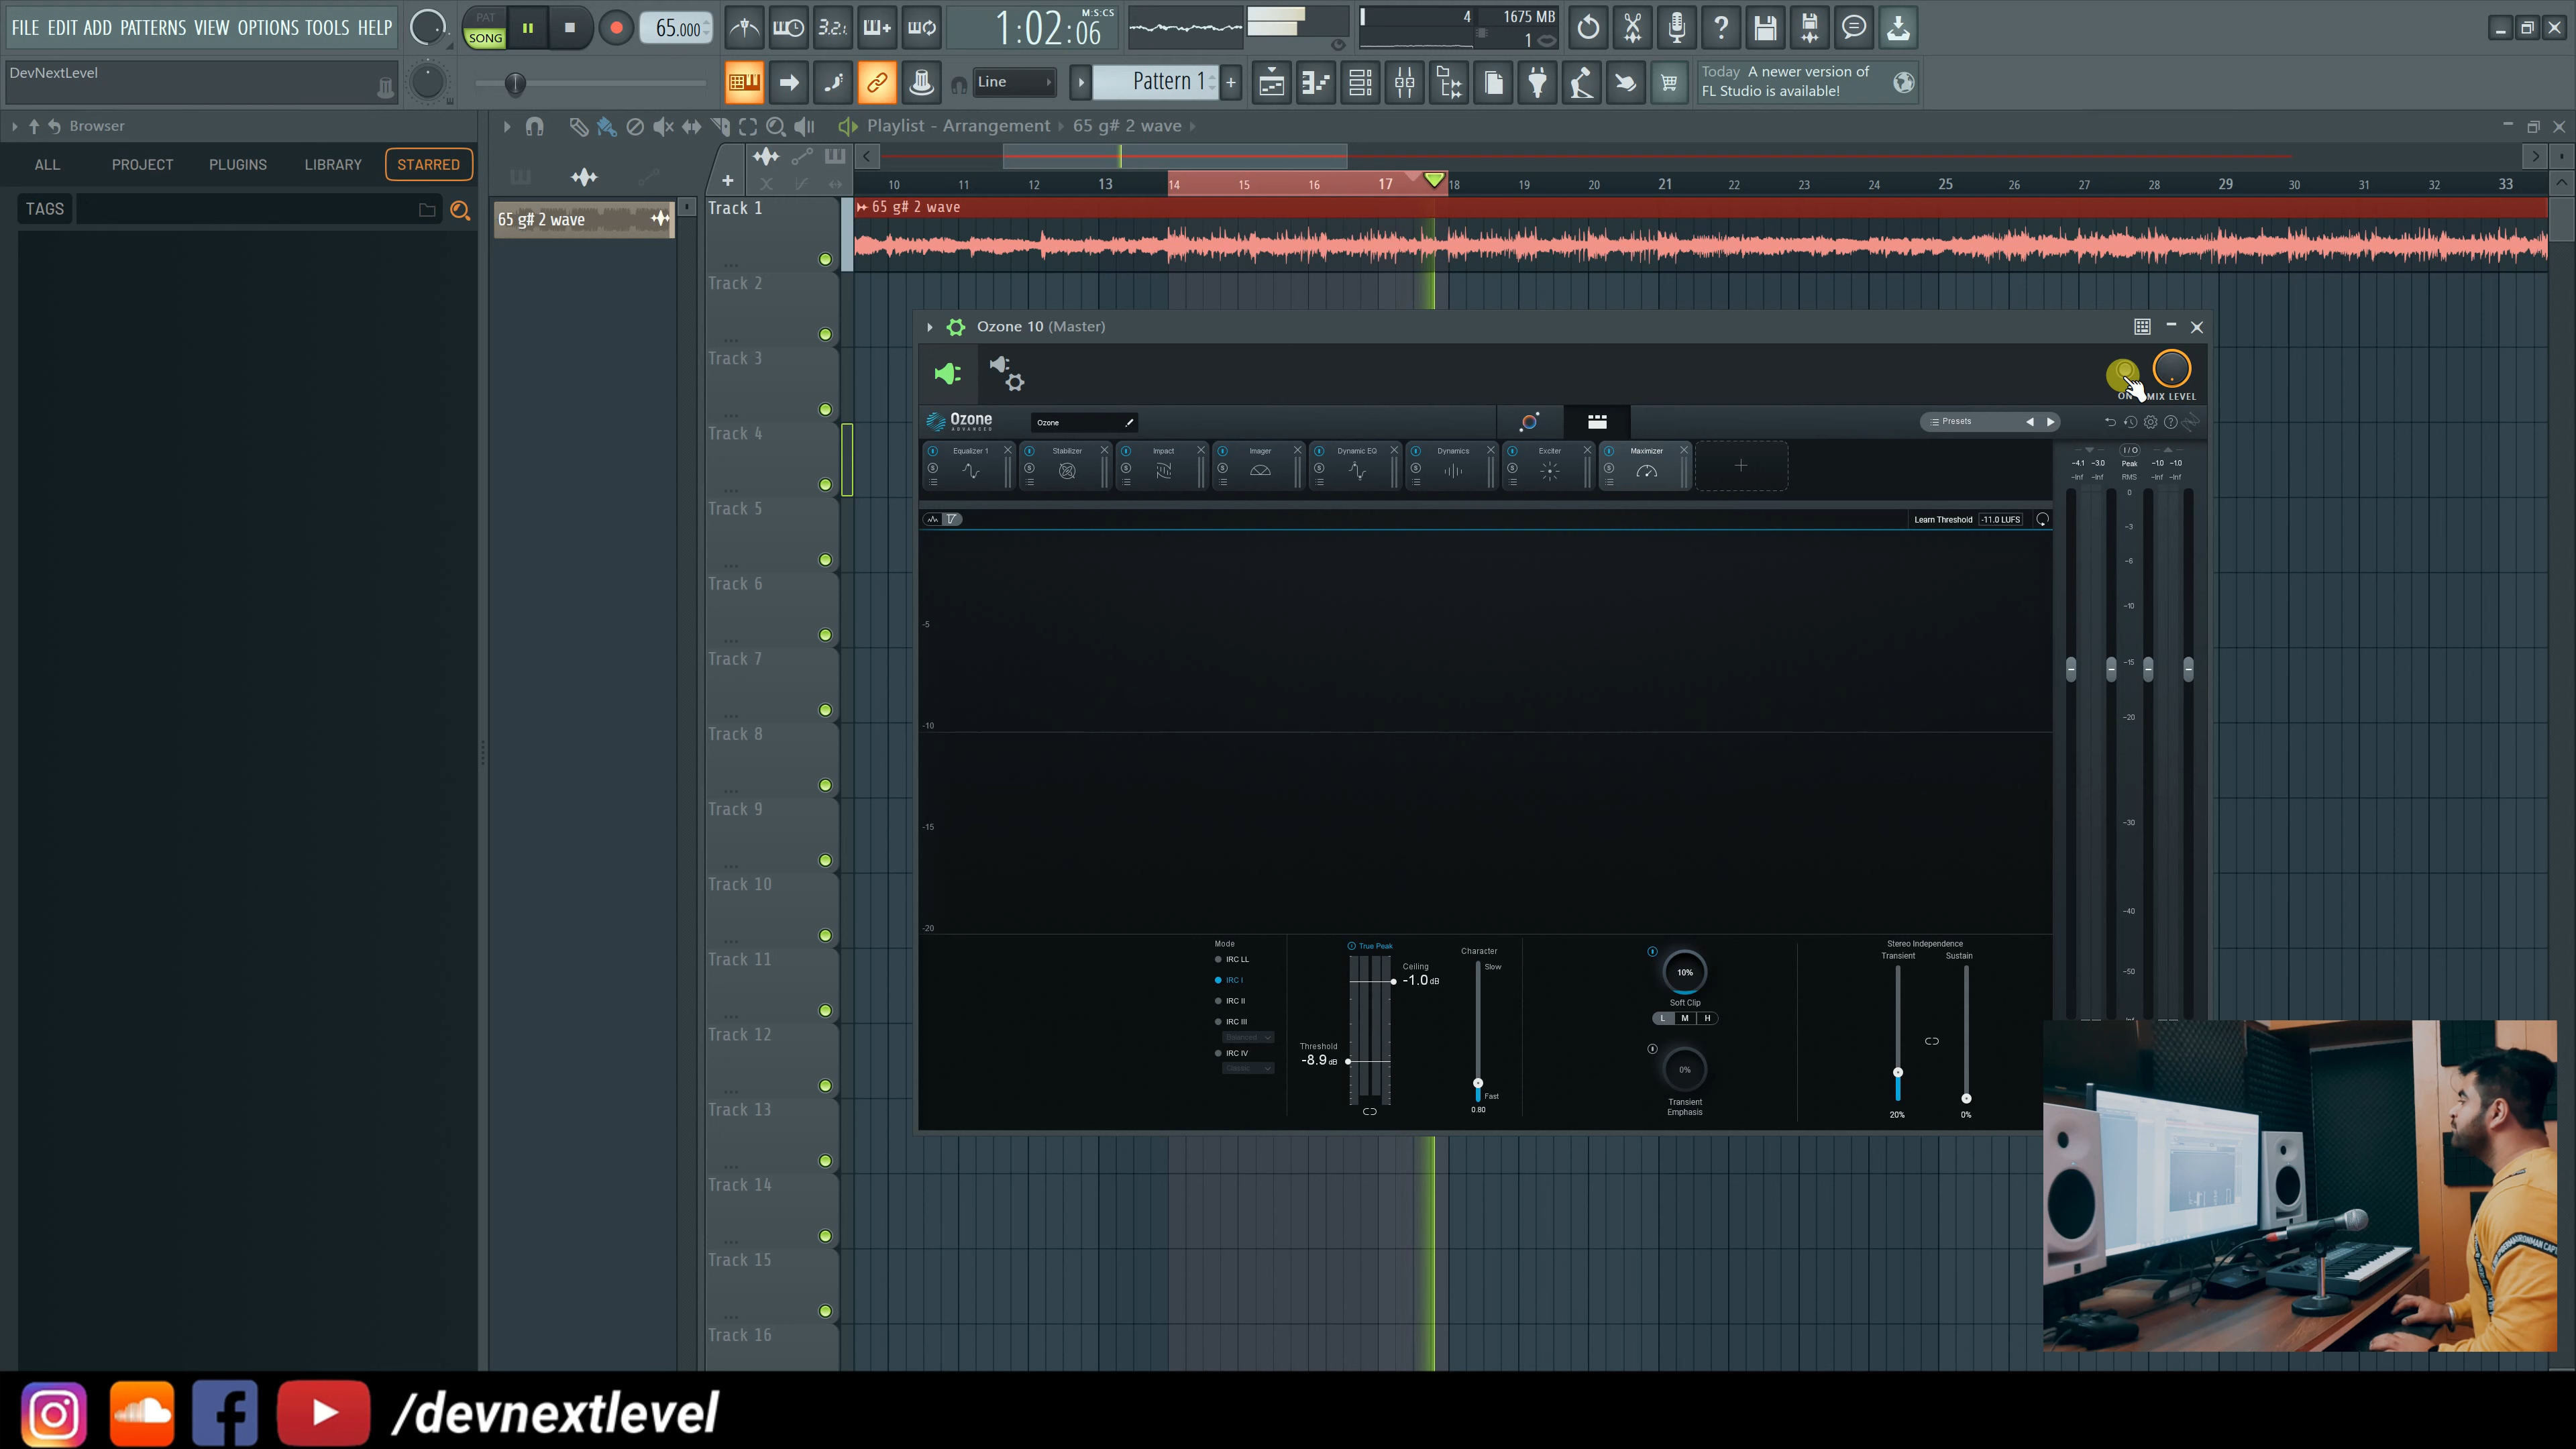 FILE EDIT ADD PATTERNS VIEW OPTIONS TOOLS HELP
PAT
SONG
65.000
3.2.
1:02:06
M:S:CS
4
1675 MB
1
DevNextLevel
Line
Pattern 1
Today A newer version of
FL Studio is available!
Browser
Playlist - Arrangement
65 g# 2 wave
ALL
PROJECT
PLUGINS
LIBRARY
STARRED
TAGS
65 g# 2 wave
10 11 12 13 14 15 16 17 18 19 20 21 22 23 24 25 26 27 28 29 30 31 32 33
65 g# 2 wave
Track 1
Track 2
Track 3
Track 4
Track 5
Track 6
Track 7
Track 8
Track 9
Track 10
Track 11
Track 12
Track 13
Track 14
Track 15
Track 16
Ozone 10 (Master)
ON
MIX LEVEL
Ozone
ADVANCED
Ozone
Presets
Equalizer 1
Stabilizer
Impact
Imager
Dynamic EQ
Dynamics
Exciter
Maximizer
I / O
-4.1 -3.0 Peak -1.0 -1.0
-Inf -Inf RMS -Inf -Inf
Learn Threshold
-11.0 LUFS
-5
-10
-15
-20
0
-3
-6
-10
-15
-20
-30
-40
-50
Mode
IRC LL
IRC I
IRC II
IRC III
Balanced
IRC IV
Classic
True Peak
Ceiling
-1.0 dB
Threshold
-8.9 dB
Character
Slow
Fast
0.80
10%
Soft Clip
L M H
0%
Transient
Emphasis
Stereo Independence
Transient
Sustain
20%
0%
/devnextlevel